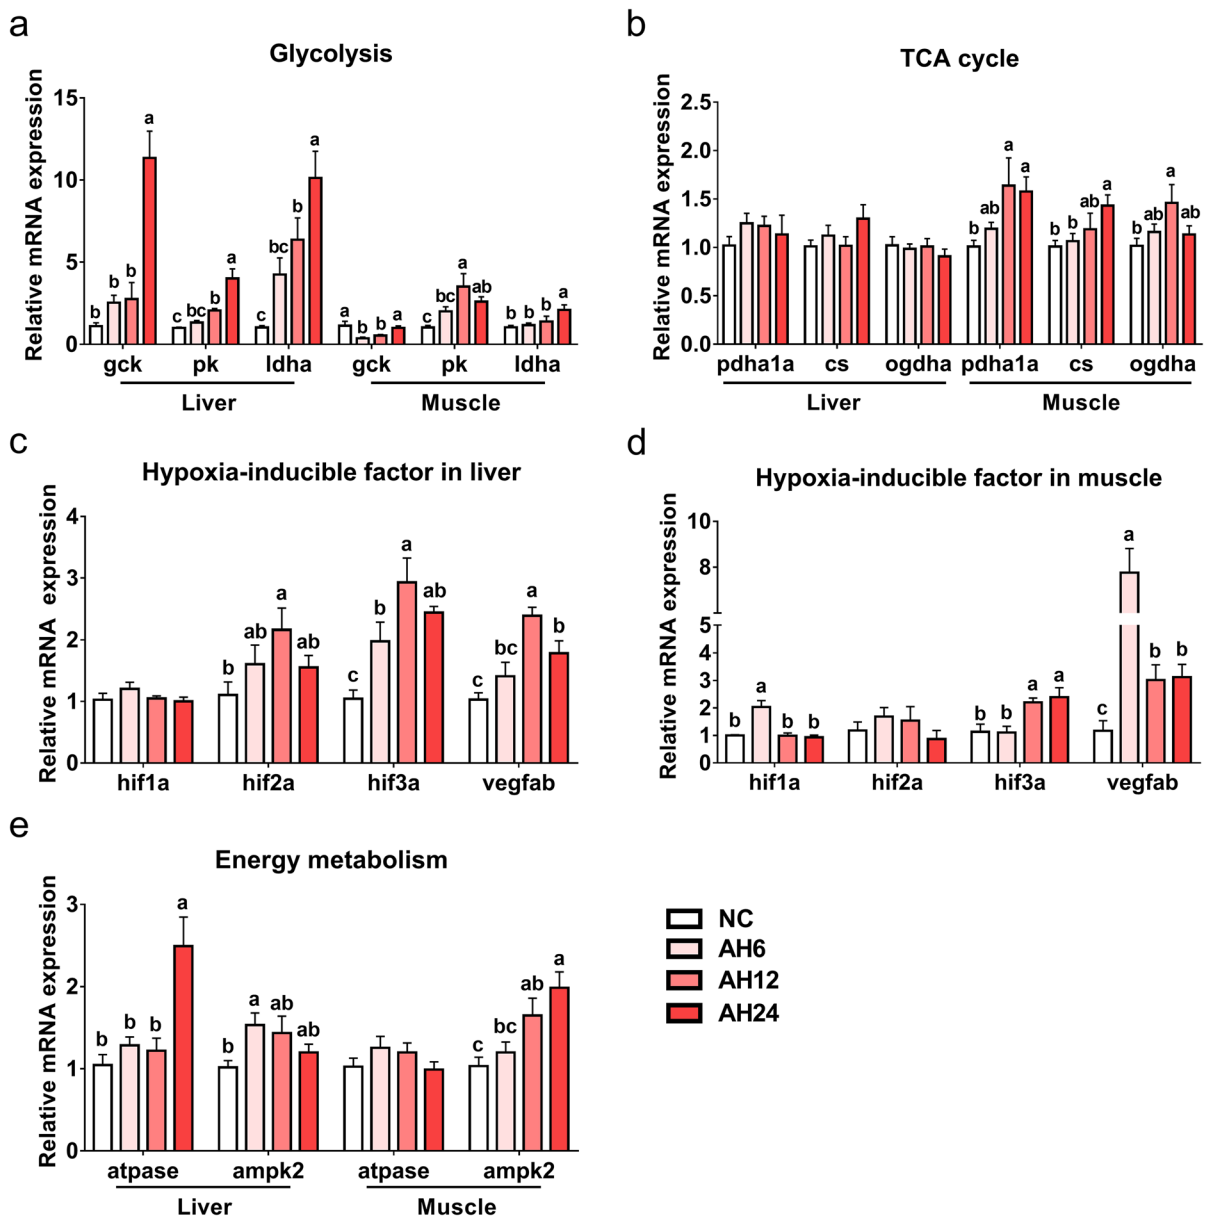 a
Glycolysis
Relative mRNA expression
15
10
5
0
b b b a
c bc b a
c bc b a
a b b a
c bc a ab
b b b a
gck pk ldha gck pk ldha
Liver Muscle
b
TCA cycle
Relative mRNA expression
2.5
2.0
1.5
1.0
0.5
0.0
b ab a a
b b ab a
b ab a ab
pdha1a cs ogdha pdha1a cs ogdha
Liver Muscle
c
Hypoxia-inducible factor in liver
Relative mRNA expression
4
3
2
1
0
b ab a ab
c b a ab
c bc a b
hif1a hif2a hif3a vegfab
d
Hypoxia-inducible factor in muscle
Relative mRNA expression
10
8
5
4
3
2
1
0
b a b b
b b a a
c a b b
hif1a hif2a hif3a vegfab
e
Energy metabolism
Relative mRNA expression
3
2
1
0
b b b a
b a ab ab
c bc ab a
atpase ampk2 atpase ampk2
Liver Muscle
NC
AH6
AH12
AH24